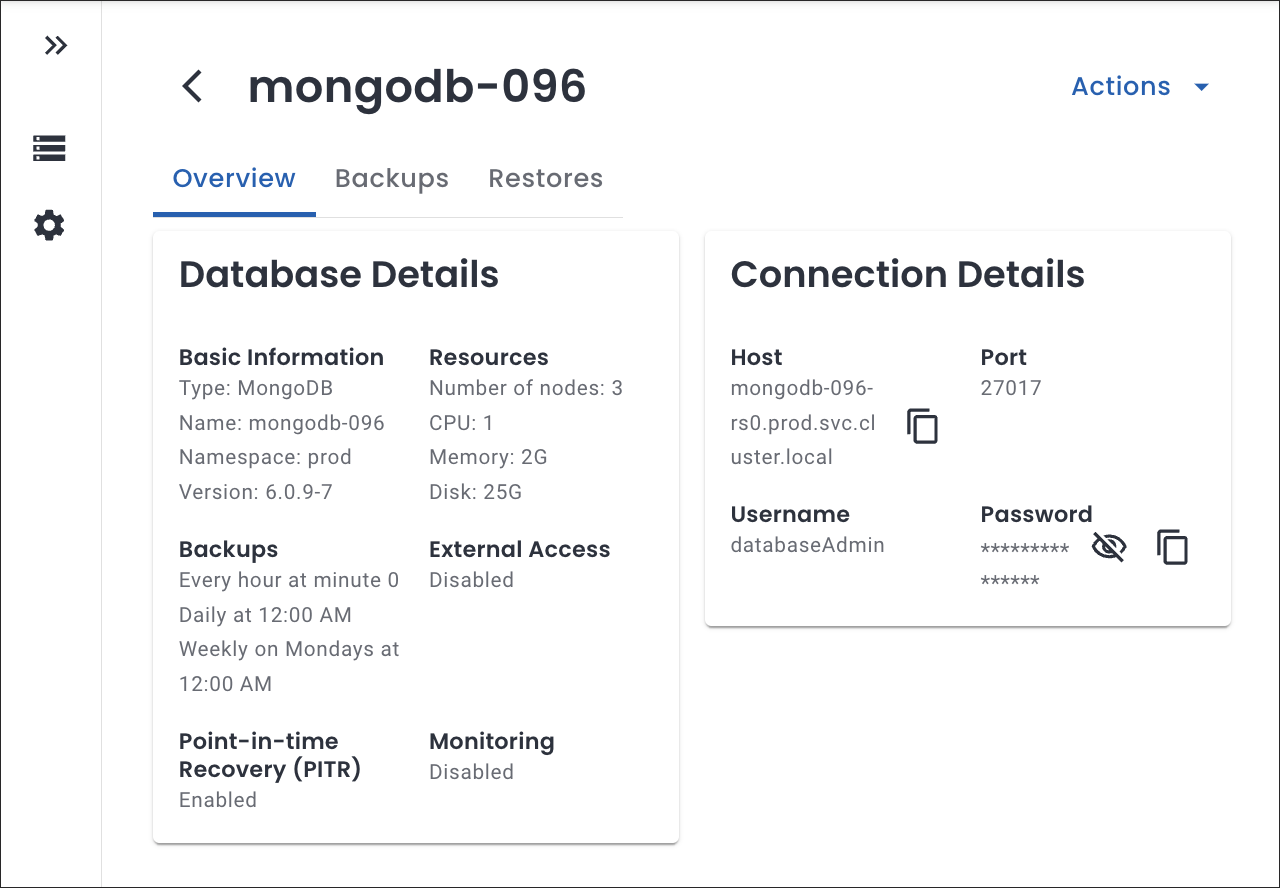 mongodb-096
Actions
Overview
Backups
Restores
Database Details
Basic Information
Type: MongoDB
Name: mongodb-096
Namespace: prod
Version: 6.0.9-7
Resources
Number of nodes: 3
CPU: 1
Memory: 2G
Disk: 25G
Backups
Every hour at minute 0
Daily at 12:00 AM
Weekly on Mondays at
12:00 AM
External Access
Disabled
Point-in-time
Recovery (PITR)
Enabled
Monitoring
Disabled
Connection Details
Host
mongodb-096-
rs0.prod.svc.cl
uster.local
Port
27017
Username
databaseAdmin
Password
*********
******